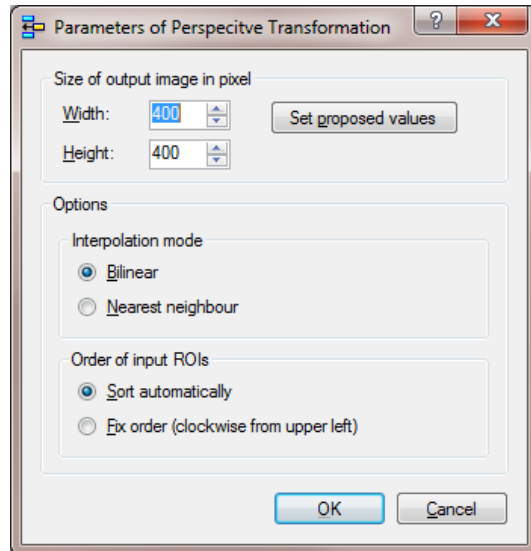 Parameters of Perspecitve Transformation
?
Size of output image in pixel
Width: 400 Set proposed values
Height: 400
Options
Interpolation mode
Bilinear
Nearest neighbour
Order of input ROIs
Sort automatically
Fix order (clockwise from upper left)
OK Cancel